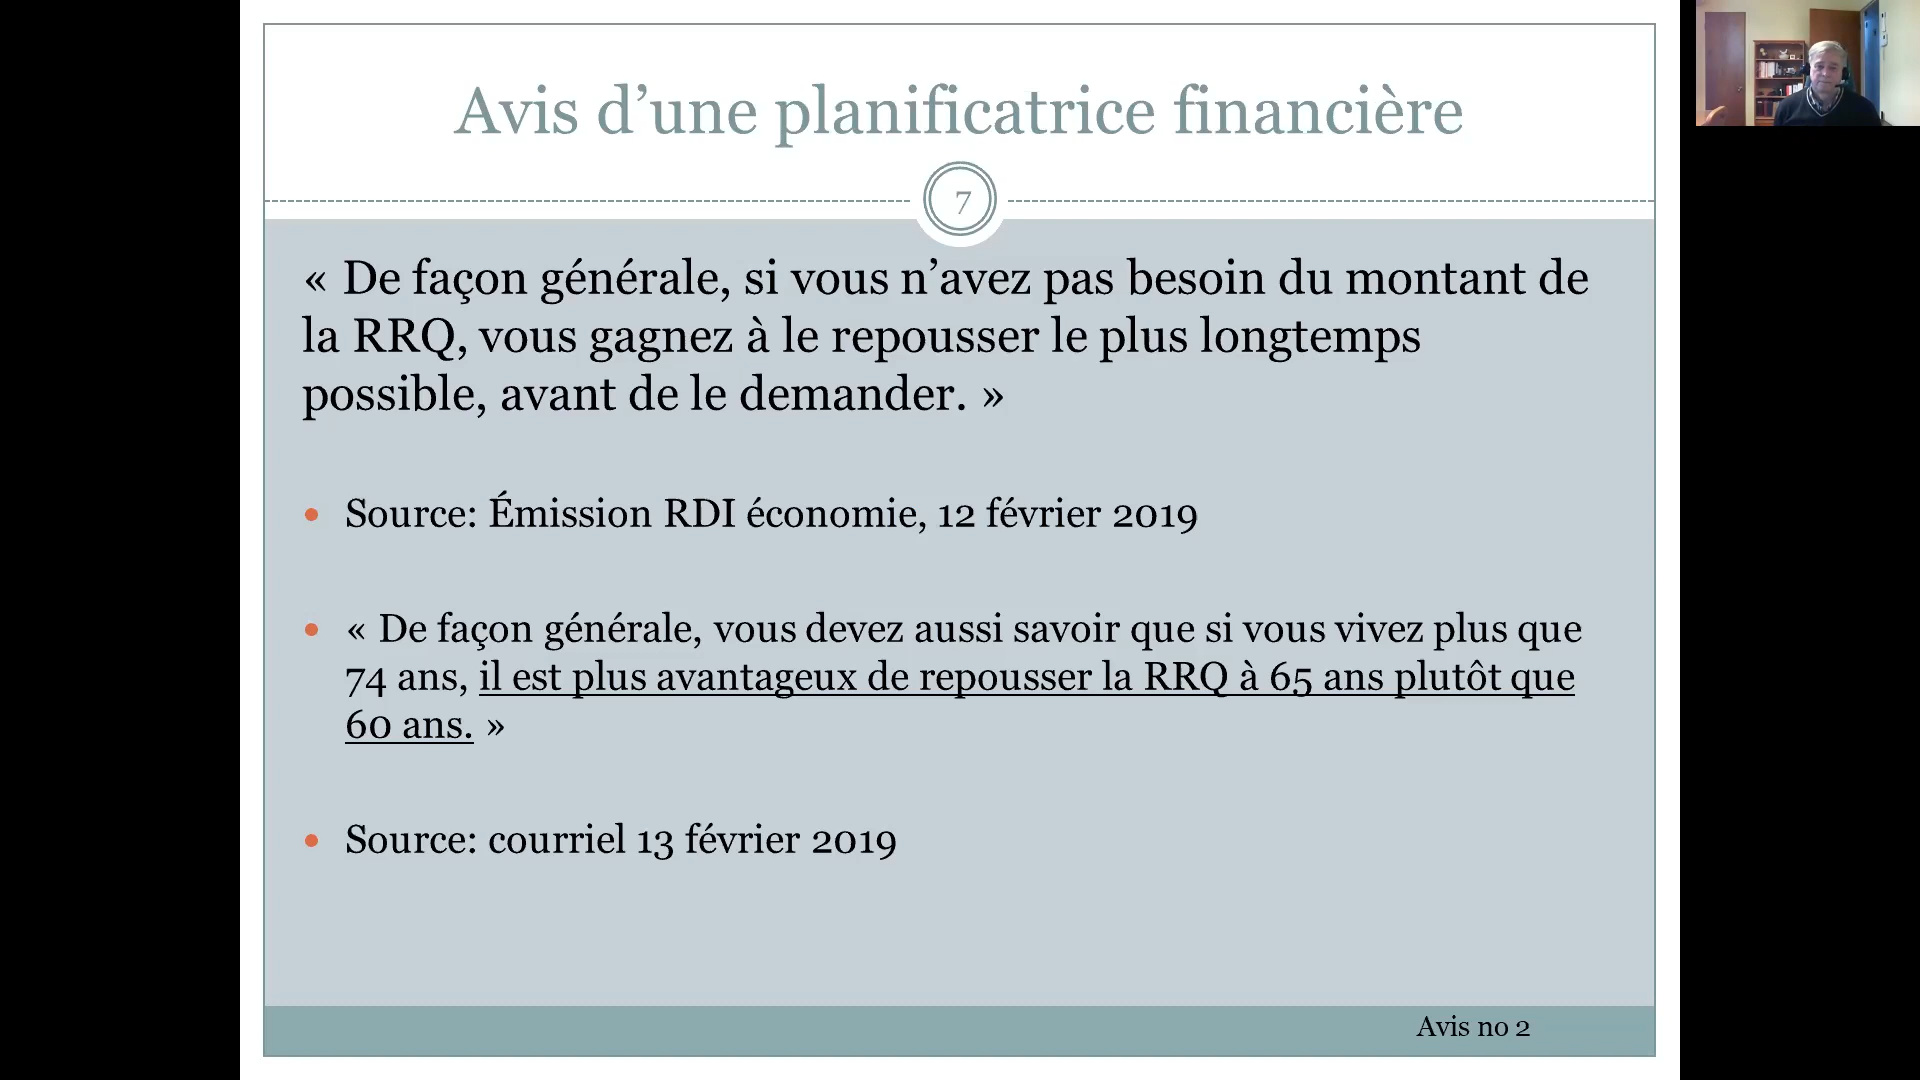 Avis d’une planificatrice financière
7
« De façon générale, si vous n’avez pas besoin du montant de
la RRQ, vous gagnez à le repousser le plus longtemps
possible, avant de le demander. »
• Source: Émission RDI économie, 12 février 2019
• « De façon générale, vous devez aussi savoir que si vous vivez plus que
74 ans, il est plus avantageux de repousser la RRQ à 65 ans plutôt que
60 ans. »
• Source: courriel 13 février 2019
Avis no 2